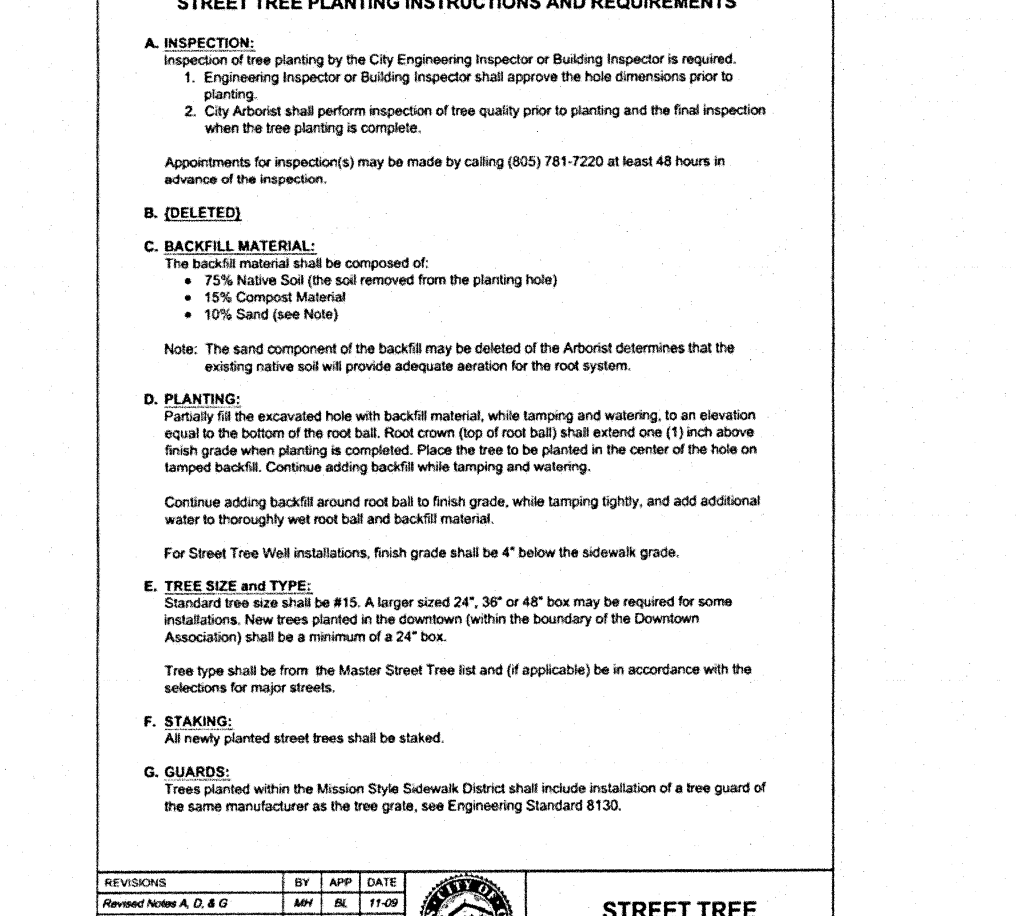 STREET TREE PLANTING INSTRUCTIONS AND REQUIREMENTS
A. INSPECTION:
Inspection of tree planting by the City Engineering Inspector or Building Inspector is required.
1. Engineering Inspector or Building Inspector shall approve the hole dimensions prior to
planting.
2. City Arborist shall perform inspection of tree quality prior to planting and the final inspection
when the tree planting is complete.
Appointments for inspection(s) may be made by calling (805) 781-7220 at least 48 hours in
advance of the inspection.
B. {DELETED}
C. BACKFILL MATERIAL:
The backfill material shall be composed of:
• 75% Native Soil (the soil removed from the planting hole)
• 15% Compost Material
• 10% Sand (see Note)
Note: The sand component of the backfill may be deleted of the Arborist determines that the
existing native soil will provide adequate aeration for the root system.
D. PLANTING:
Partially fill the excavated hole with backfill material, while tamping and watering, to an elevation
equal to the bottom of the root ball. Root crown (top of root ball) shall extend one (1) inch above
finish grade when planting is completed. Place the tree to be planted in the center of the hole on
tamped backfill. Continue adding backfill while tamping and watering.
Continue adding backfill around root ball to finish grade, while tamping tightly, and add additional
water to thoroughly wet root ball and backfill material.
For Street Tree Well installations, finish grade shall be 4" below the sidewalk grade.
E. TREE SIZE and TYPE:
Standard tree size shall be #15. A larger sized 24", 36" or 48" box may be required for some
installations. New trees planted in the downtown (within the boundary of the Downtown
Association) shall be a minimum of a 24" box.
Tree type shall be from the Master Street Tree list and (if applicable) be in accordance with the
selections for major streets.
F. STAKING:
All newly planted street trees shall be staked.
G. GUARDS:
Trees planted within the Mission Style Sidewalk District shall include installation of a tree guard of
the same manufacturer as the tree grate, see Engineering Standard 8130.
REVISIONS BY APP DATE
Revised Notes A, D, & G MH BL 11-09
CITY OF
STREET TREE